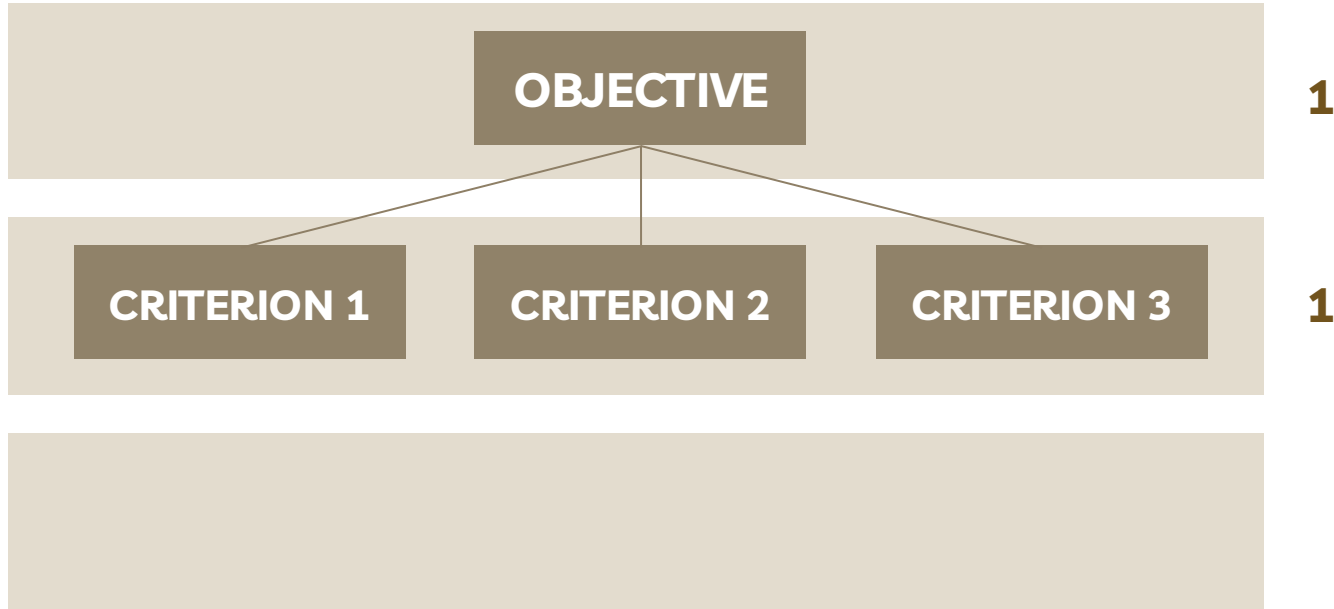 OBJECTIVE
1
CRITERION 1
CRITERION 2
CRITERION 3
1